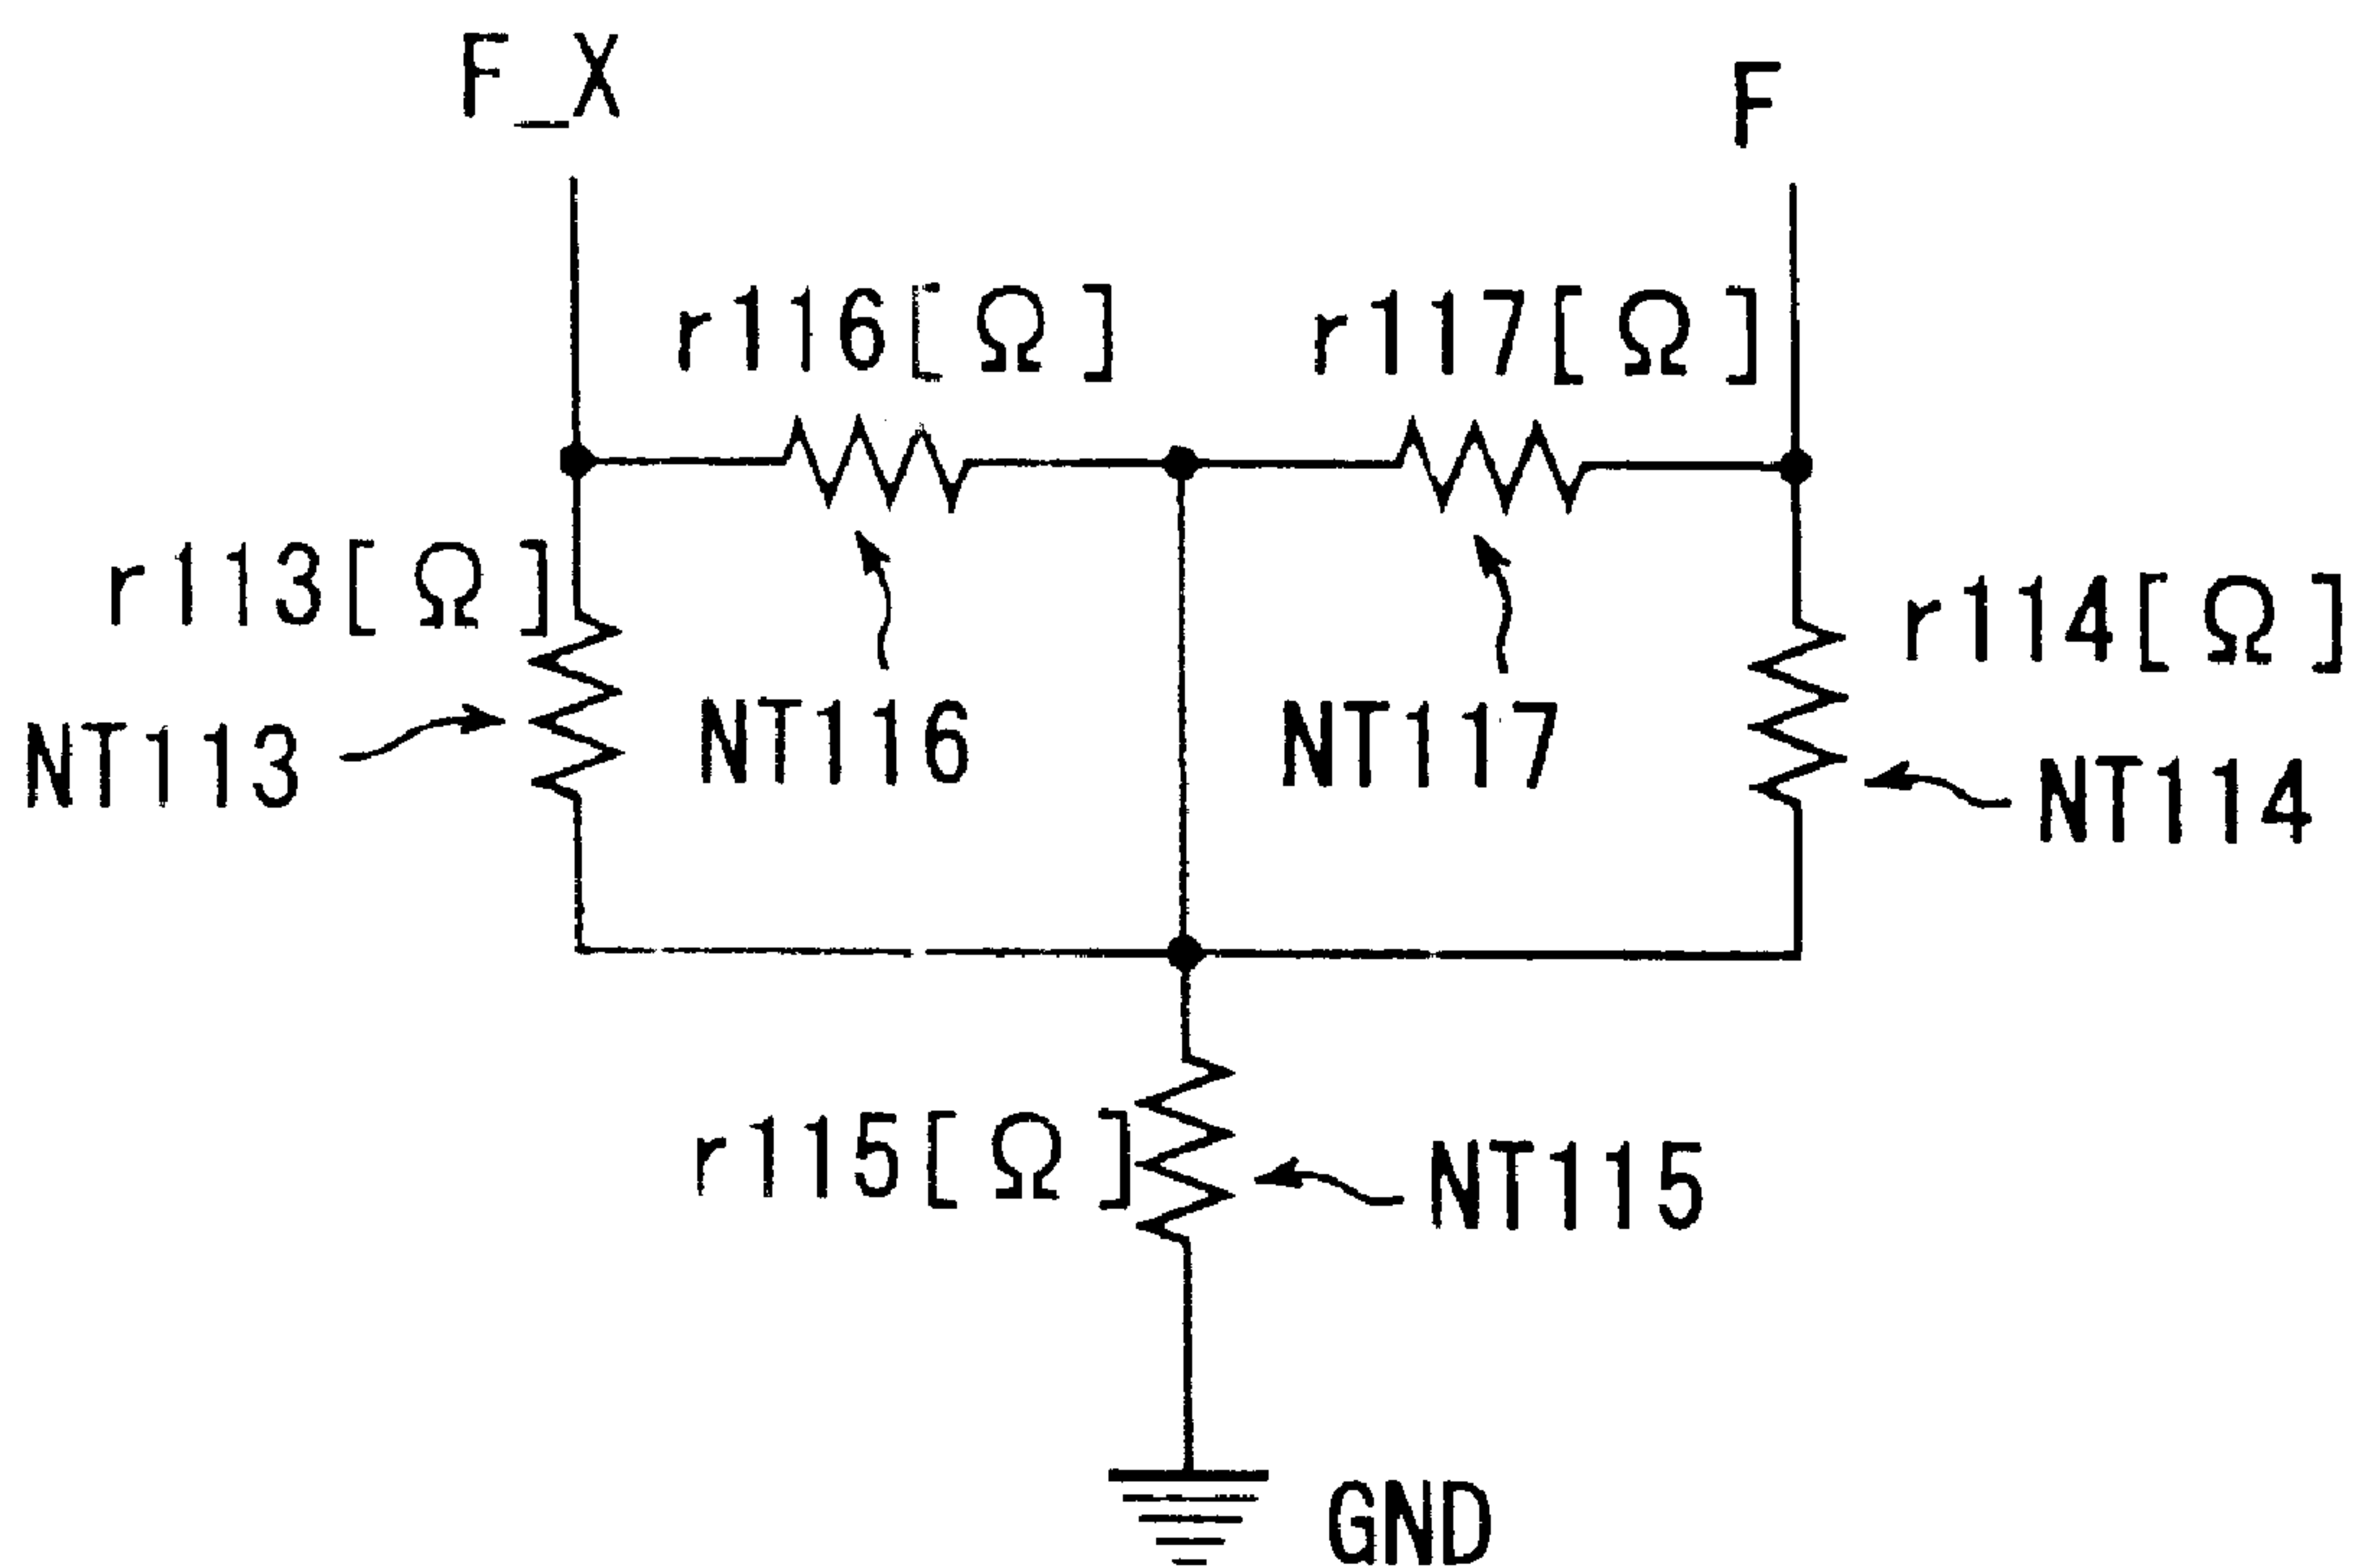 F_X
F
r116[Ω]
r117[Ω]
r113[Ω]
r114[Ω]
NT113
NT116
NT117
NT114
r115[Ω]
NT115
GND